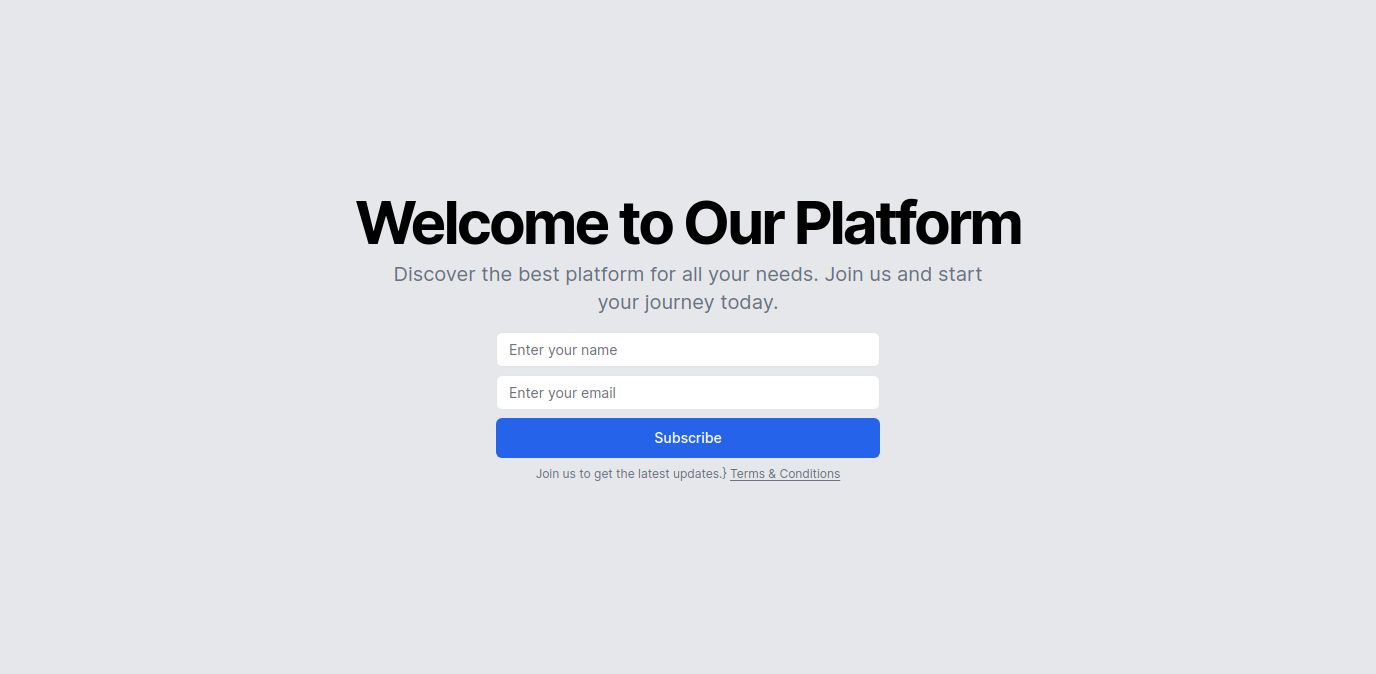 Welcome to Our Platform
Discover the best platform for all your needs. Join us and start
your journey today.
Enter your name
Enter your email
Subscribe
Join us to get the latest updates.} Terms & Conditions